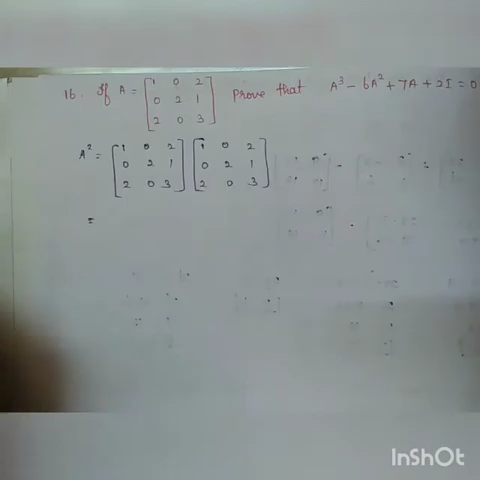 16. If A = [1 0 2 Prove that A³ - 6A² + 7A + 2I = 0
0 2 1
2 0 3]
A² = [1 0 2 [1 0 2
0 2 1 0 2 1
2 0 3] 2 0 3]
=
InShOt